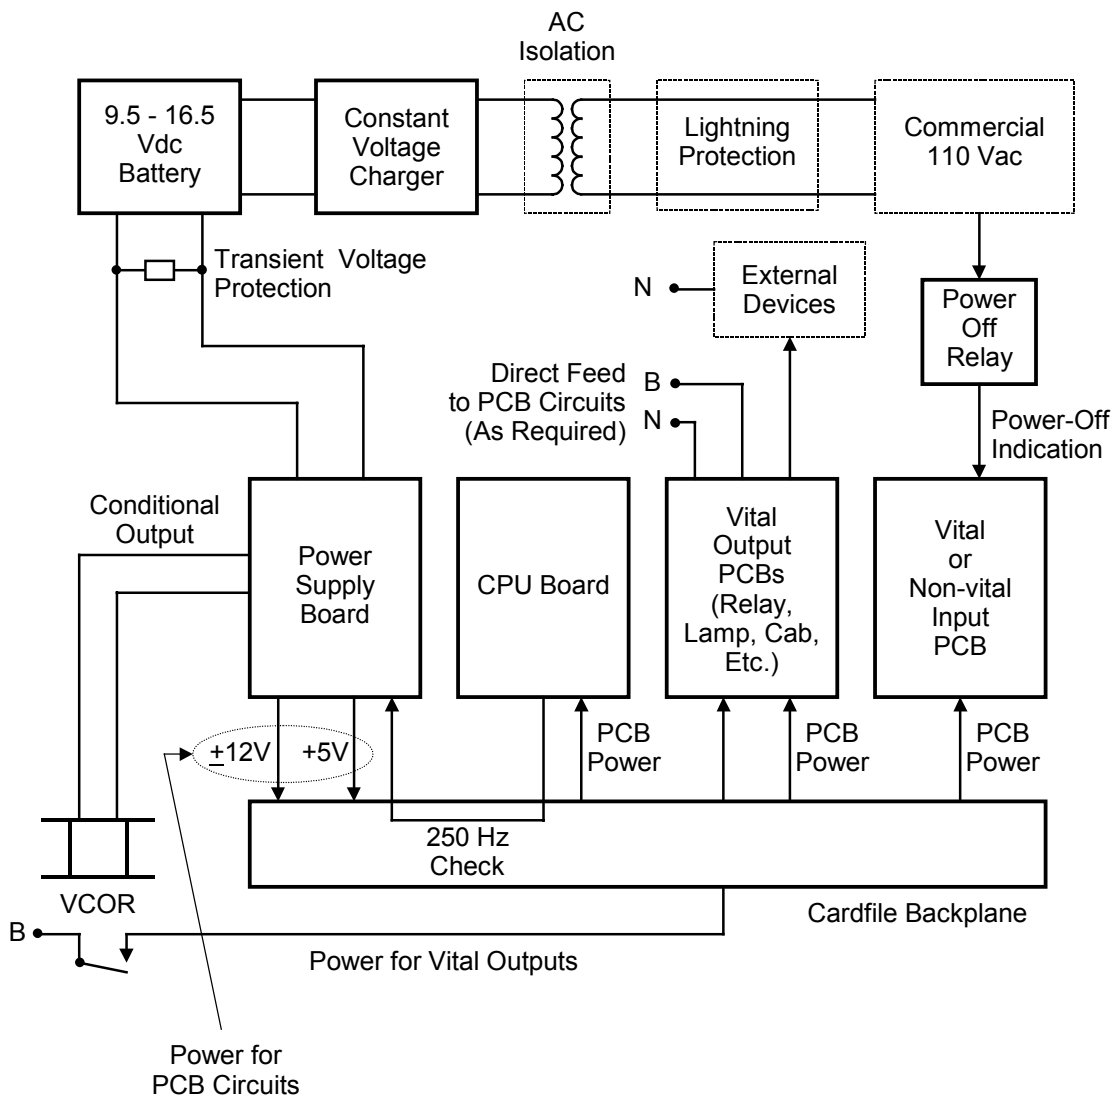 AC
Isolation
9.5 - 16.5
Vdc
Battery
Constant
Voltage
Charger
Lightning
Protection
Commercial
110 Vac
Transient Voltage
Protection
N
External
Devices
Power
Off
Relay
Direct Feed
to PCB Circuits
(As Required)
B
N
Power-Off
Indication
Conditional
Output
Power
Supply
Board
CPU Board
Vital
Output
PCBs
(Relay,
Lamp, Cab,
Etc.)
Vital
or
Non-vital
Input
PCB
±12V
+5V
PCB
Power
PCB
Power
PCB
Power
250 Hz
Check
VCOR
Cardfile Backplane
B
Power for Vital Outputs
Power for
PCB Circuits